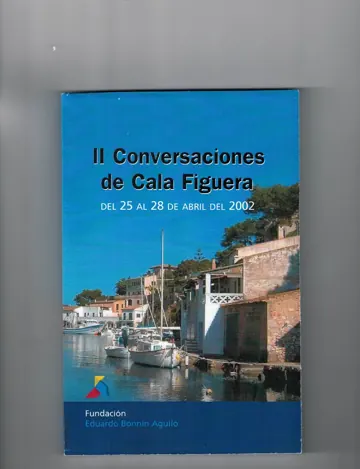 II Conversaciones
de Cala Figuera
DEL 25 AL 28 DE ABRIL DEL 2002
Fundación
Eduardo Bonnín Aguiló